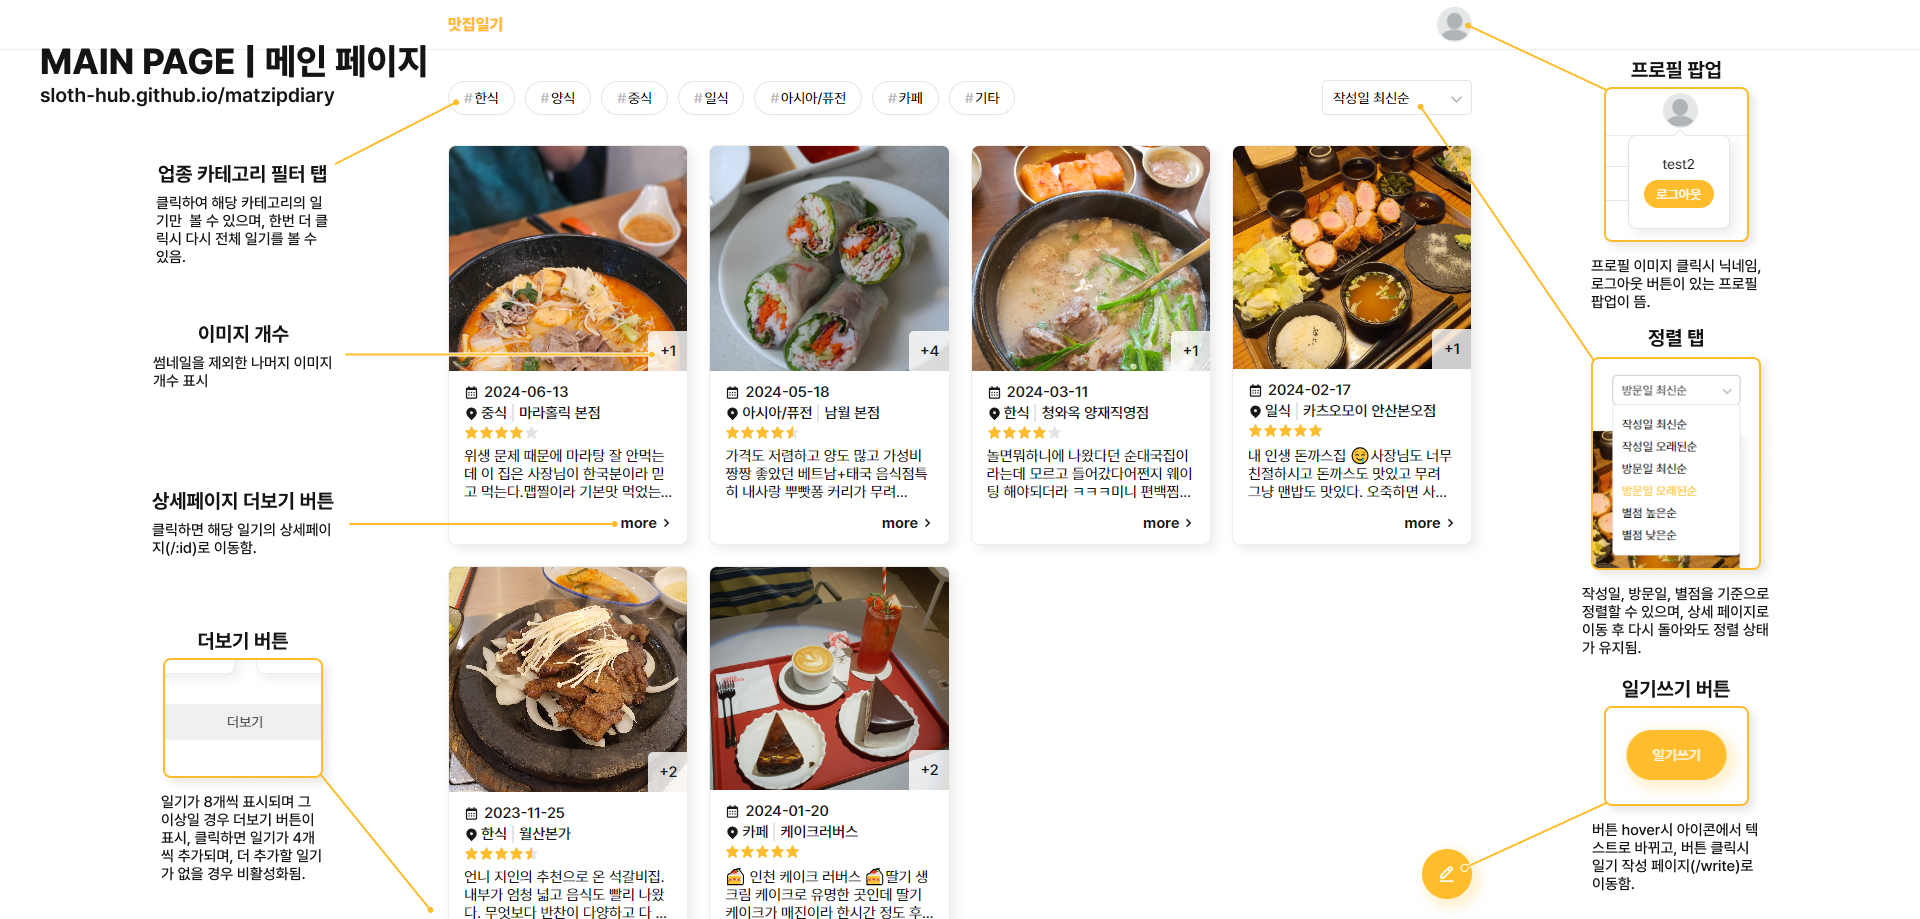 맛집일기
MAIN PAGE | 메인 페이지
sloth-hub.github.io/matzipdiary
#한식
#양식
#중식
#일식
#아시아/퓨전
#카페
#기타
작성일 최신순
업종 카테고리 필터 탭
클릭하여 해당 카테고리의 일
기만 볼 수 있으며, 한번 더 클
릭시 다시 전체 일기를 볼 수
있음.
이미지 개수
썸네일을 제외한 나머지 이미지
개수 표시
상세페이지 더보기 버튼
클릭하면 해당 일기의 상세페이
지(/:id)로 이동함.
더보기 버튼
더보기
일기가 8개씩 표시되며 그
이상일 경우 더보기 버튼이
표시, 클릭하면 일기가 4개
씩 추가되며, 더 추가할 일기
가 없을 경우 비활성화됨.
+1
2024-06-13
중식 | 마라홀릭 본점
위생 문제 때문에 마라탕 잘 안먹는
데 이 집은 사장님이 한국분이라 믿
고 먹는다.맵찔이라 기본맛 먹었는...
more
+4
2024-05-18
아시아/퓨전 | 남월 본점
가격도 저렴하고 양도 많고 가성비
짱짱 좋았던 베트남+태국 음식점특
히 내사랑 뿌빳퐁 커리가 무려...
more
+1
2024-03-11
한식 | 청와옥 양재직영점
놀면뭐하니에 나왔다던 순대국집이
라는데 모르고 들어갔다어쩐지 웨이
팅 해야되더라 ㅋㅋㅋ미니 편백찜...
more
+1
2024-02-17
일식 | 카츠오모이 안산본오점
내 인생 돈까스집 😋사장님도 너무
친절하시고 돈까스도 맛있고 무려
그냥 맨밥도 맛있다. 오죽하면 사...
more
+2
2023-11-25
한식 | 월산본가
언니 지인의 추천으로 온 석갈비집.
내부가 엄청 넓고 음식도 빨리 나왔
다. 무엇보다 반찬이 다양하고 다 ...
+2
2024-01-20
카페 | 케이크러버스
🍰 인천 케이크 러버스 🍰딸기 생
크림 케이크로 유명한 곳인데 딸기
케이크가 매진이라 한시간 정도 후...
프로필 팝업
test2
로그아웃
프로필 이미지 클릭시 닉네임,
로그아웃 버튼이 있는 프로필
팝업이 뜸.
정렬 탭
방문일 최신순
작성일 최신순
작성일 오래된순
방문일 최신순
방문일 오래된순
별점 높은순
별점 낮은순
작성일, 방문일, 별점을 기준으로
정렬할 수 있으며, 상세 페이지로
이동 후 다시 돌아와도 정렬 상태
가 유지됨.
일기쓰기 버튼
일기쓰기
버튼 hover시 아이콘에서 텍
스트로 바뀌고, 버튼 클릭시
일기 작성 페이지(/write)로
이동함.